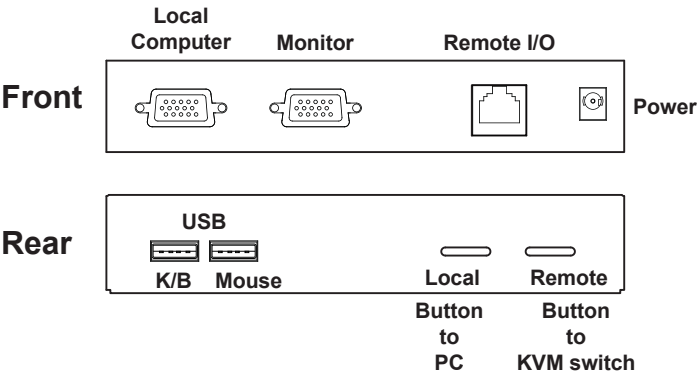 Local
Computer
Monitor
Remote I/O
Front
Power
Rear
USB
K/B Mouse
Local
Remote
Button
to
PC
Button
to
KVM switch